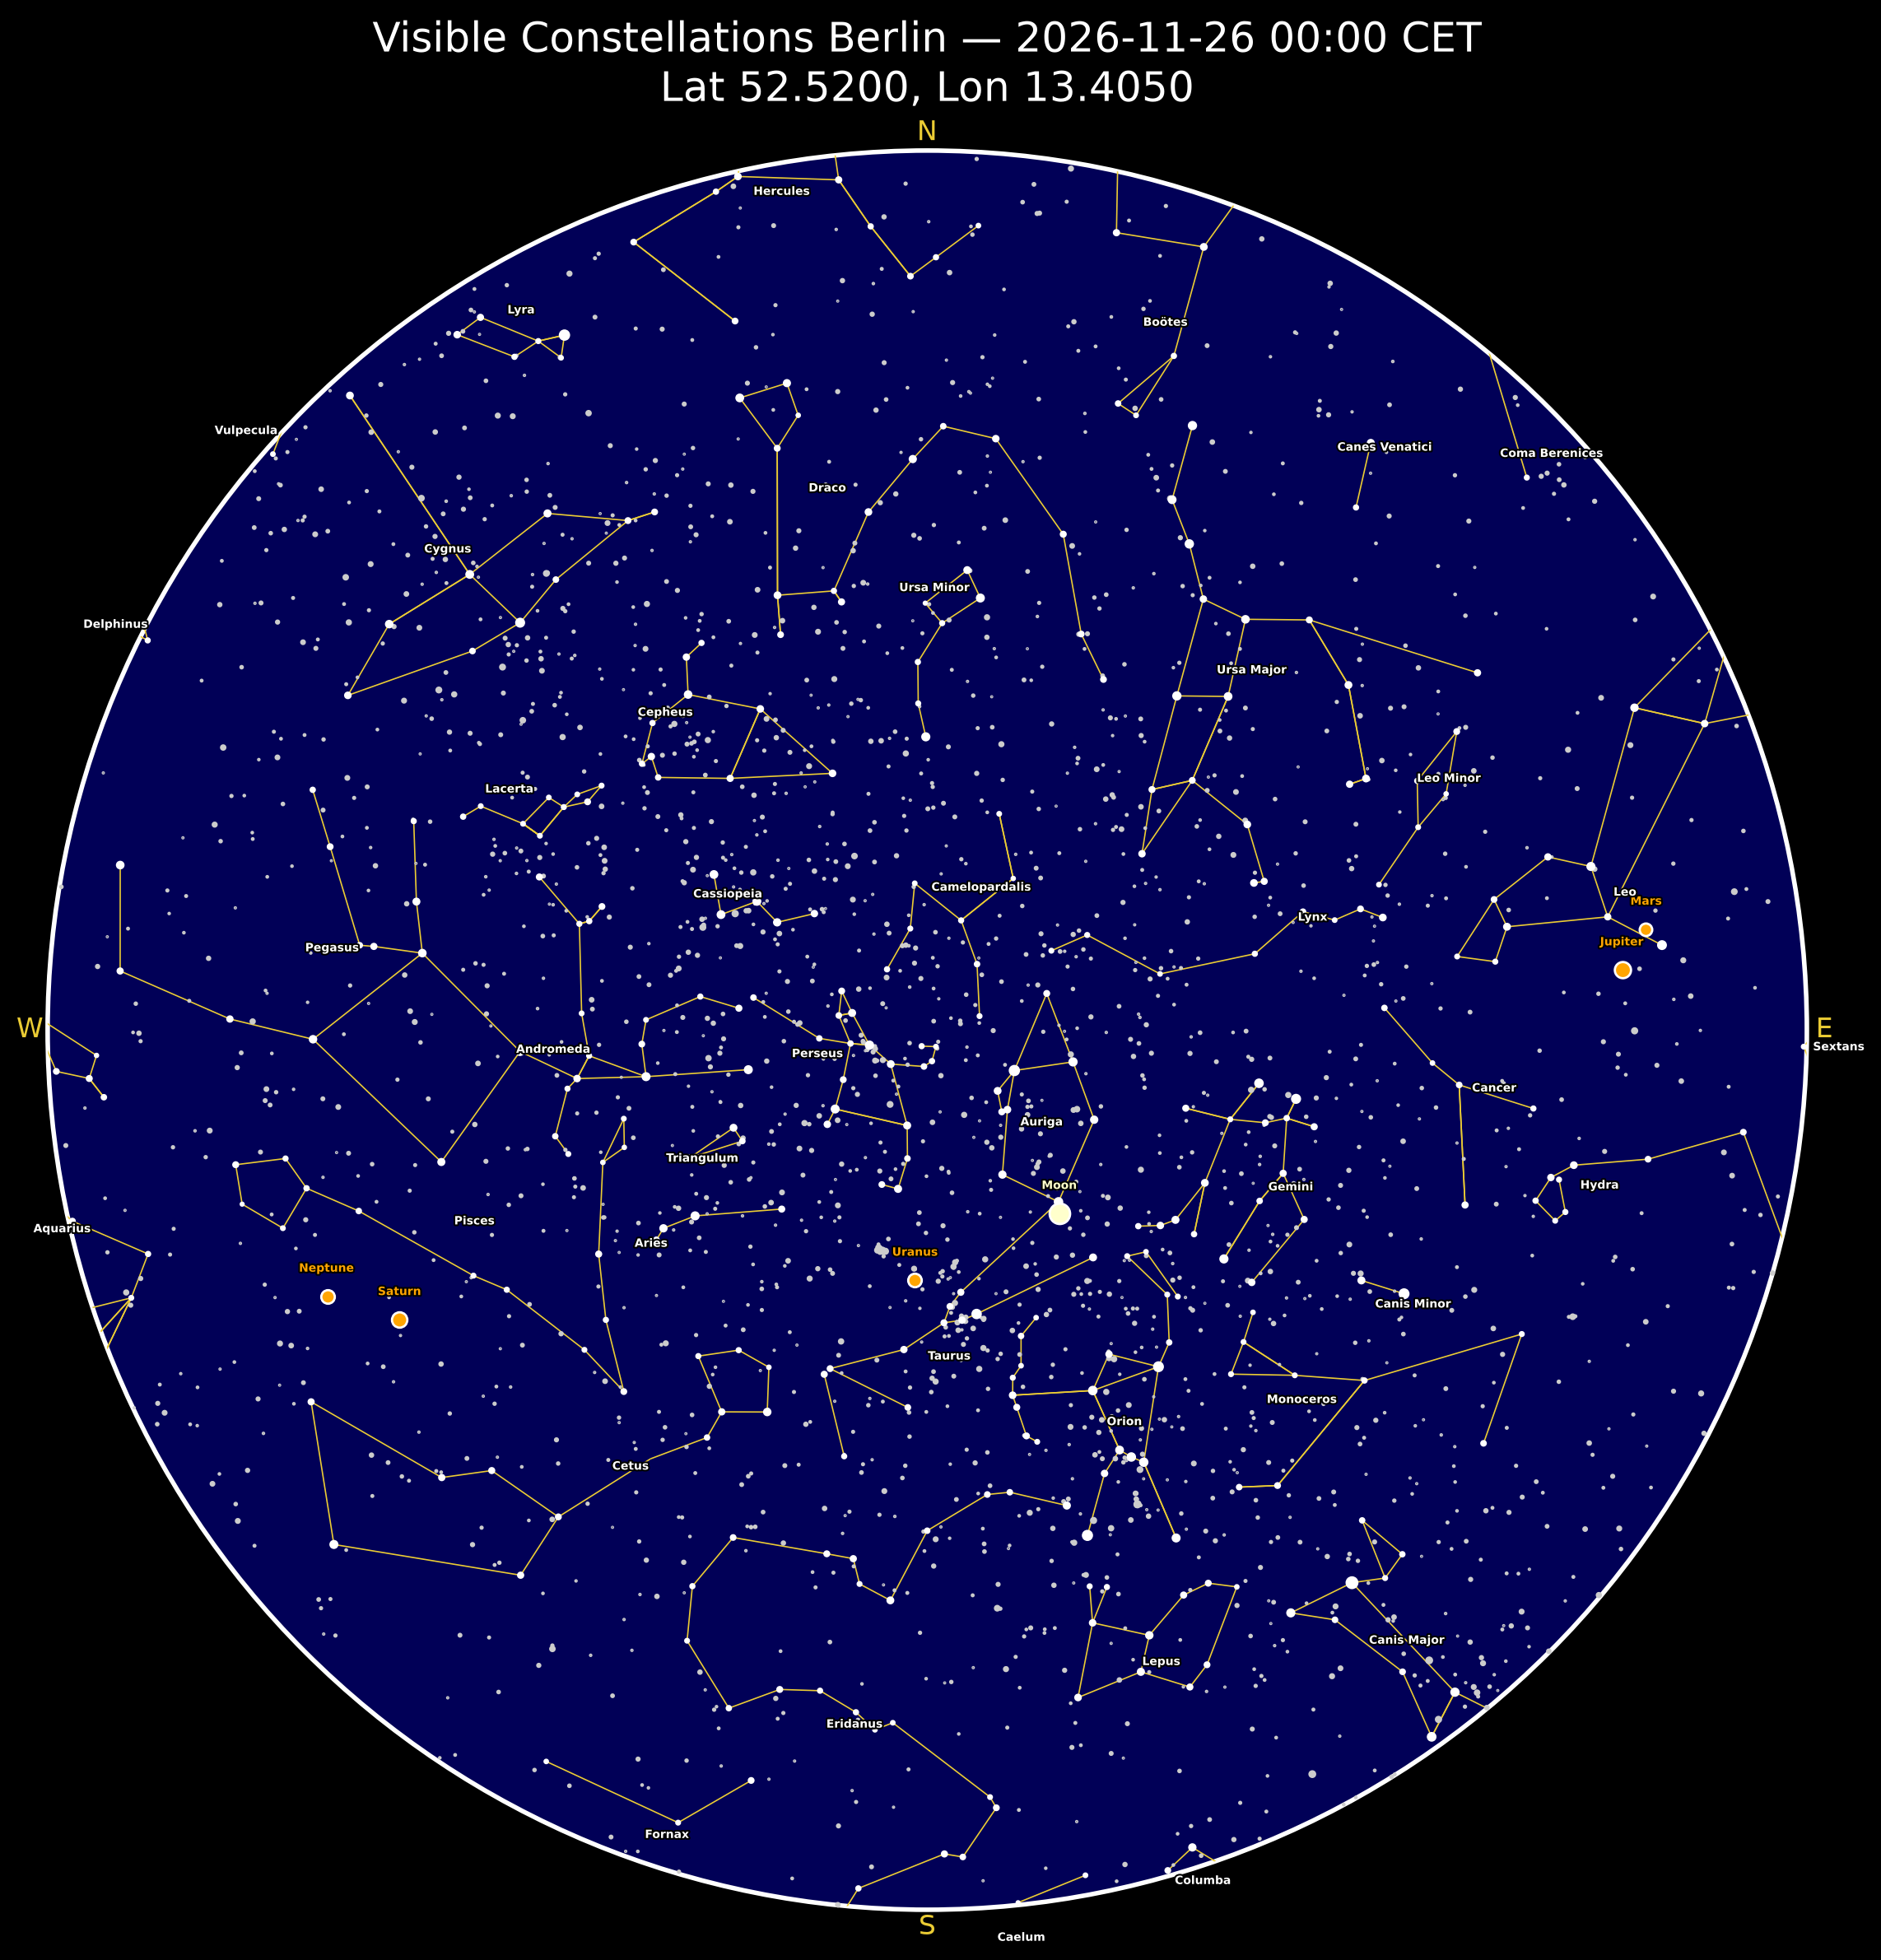 Visible Constellations Berlin — 2026-11-26 00:00 CET
Lat 52.5200, Lon 13.4050
N
Hercules
Lyra
Boötes
Vulpecula
Canes Venatici
Coma Berenices
Draco
Cygnus
Ursa Minor
Delphinus
Ursa Major
Cepheus
Leo Minor
Lacerta
Camelopardalis
Cassiopeia
Leo
Mars
Lynx
Jupiter
Pegasus
W
E
Andromeda
Perseus
Sextans
Cancer
Auriga
Triangulum
Moon
Gemini
Hydra
Pisces
Aquarius
Aries
Uranus
Neptune
Saturn
Canis Minor
Taurus
Monoceros
Orion
Cetus
Canis Major
Lepus
Eridanus
Fornax
Columba
S
Caelum